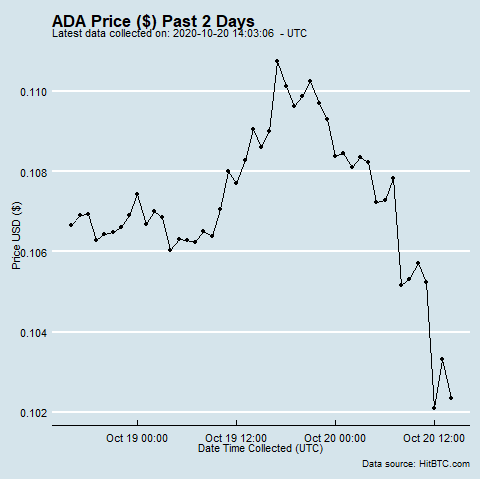 ADA Price ($) Past 2 Days
Latest data collected on: 2020-10-20 14:03:06  - UTC
0.110
0.108
0.106
0.104
0.102
Price USD ($)
Oct 19 00:00
Oct 19 12:00
Oct 20 00:00
Oct 20 12:00
Date Time Collected (UTC)
Data source: HitBTC.com